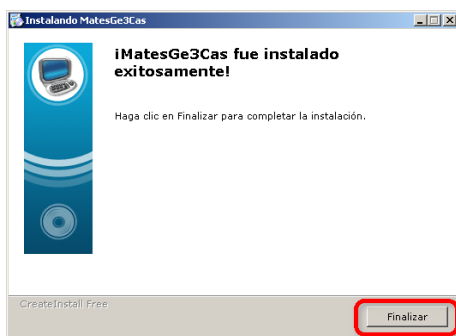 Instalando MatesGe3Cas
¡MatesGe3Cas fue instalado
exitosamente!
Haga clic en Finalizar para completar la instalación.
CreateInstall Free
Finalizar